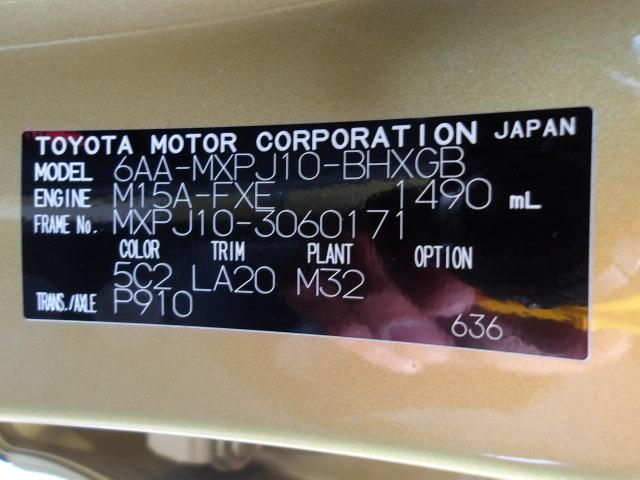 TOYOTA MOTOR CORPORATION JAPAN
MODEL 6AA-MXPJ10-BHXGB
ENGINE M15A-FXE 1490 mL
FRAME No. MXPJ10-3060171
COLOR TRIM PLANT OPTION
5C2 LA20 M32
TRANS./AXLE P910
636